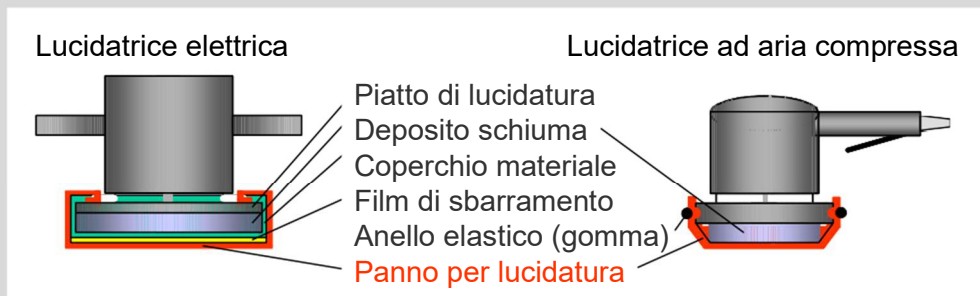 Lucidatrice elettrica
Lucidatrice ad aria compressa
Piatto di lucidatura
Deposito schiuma
Coperchio materiale
Film di sbarramento
Anello elastico (gomma)
Panno per lucidatura